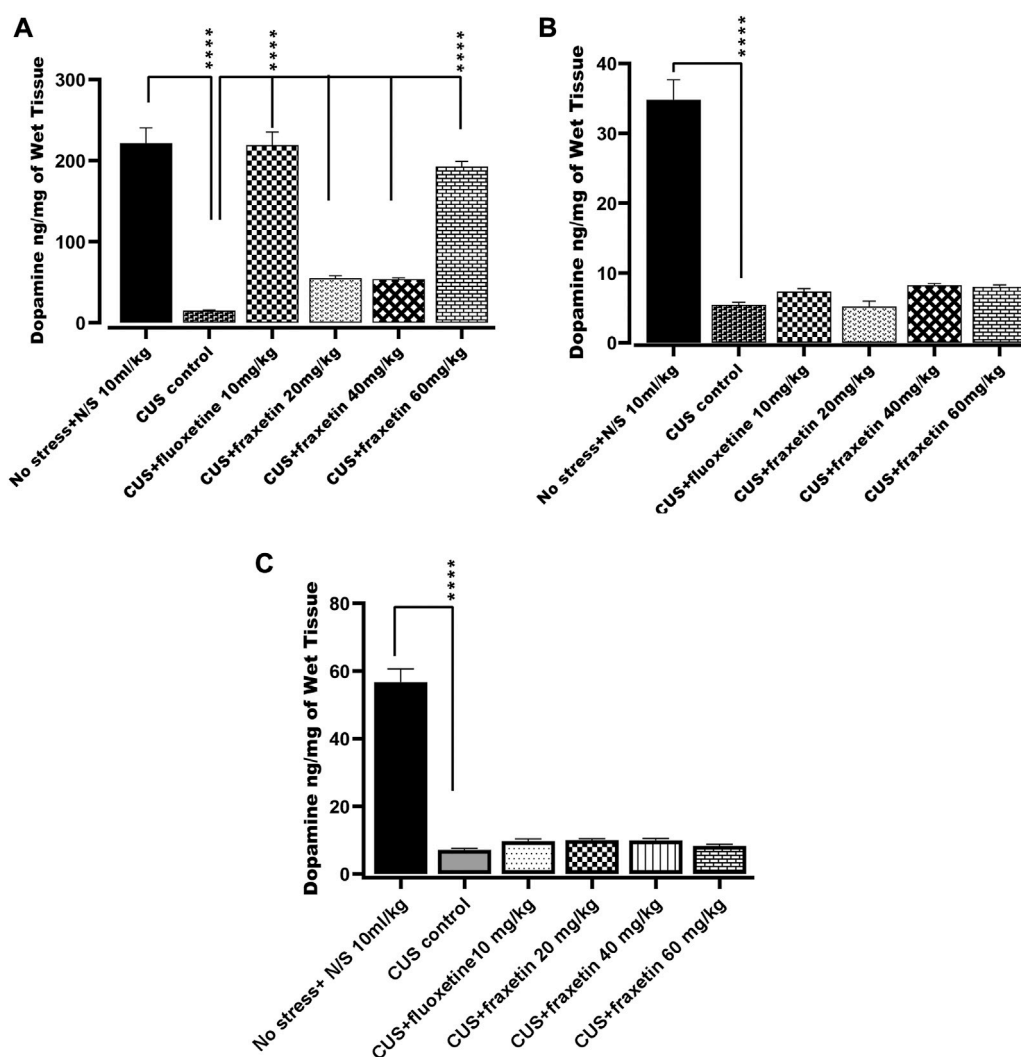 A
Dopamine ng/mg of Wet Tissue
300
200
100
0
****
****
****
No stress+N/S 10ml/kg
CUS control
CUS+fluoxetine 10mg/kg
CUS+fraxetin 20mg/kg
CUS+fraxetin 40mg/kg
CUS+fraxetin 60mg/kg
B
Dopamine ng/mg of Wet Tissue
40
30
20
10
0
****
No stress+N/S 10ml/kg
CUS control
CUS+fluoxetine 10mg/kg
CUS+fraxetin 20mg/kg
CUS+fraxetin 40mg/kg
CUS+fraxetin 60mg/kg
C
Dopamine ng/mg of Wet Tissue
80
60
40
20
0
****
No stress+ N/S 10ml/kg
CUS control
CUS+fluoxetine10 mg/kg
CUS+fraxetin 20 mg/kg
CUS+fraxetin 40 mg/kg
CUS+fraxetin 60 mg/kg